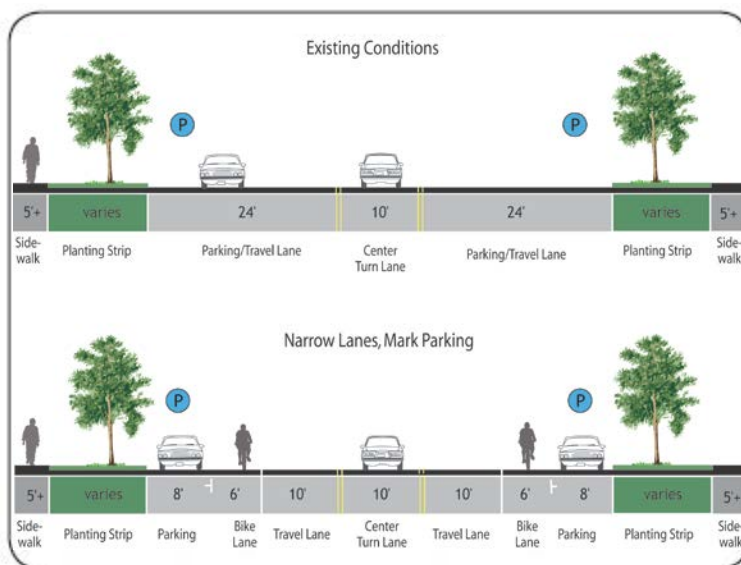 Existing Conditions
P
P
5'+
varies
24'
10'
24'
varies
5'+
Side-
walk
Planting Strip
Parking/Travel Lane
Center
Turn Lane
Parking/Travel Lane
Planting Strip
Side-
walk
Narrow Lanes, Mark Parking
P
P
5'+
varies
8'
6'
10'
10'
10'
6'
8'
varies
5'+
Side-
walk
Planting Strip
Parking
Bike
Lane
Travel Lane
Center
Turn Lane
Travel Lane
Bike
Lane
Parking
Planting Strip
Side-
walk